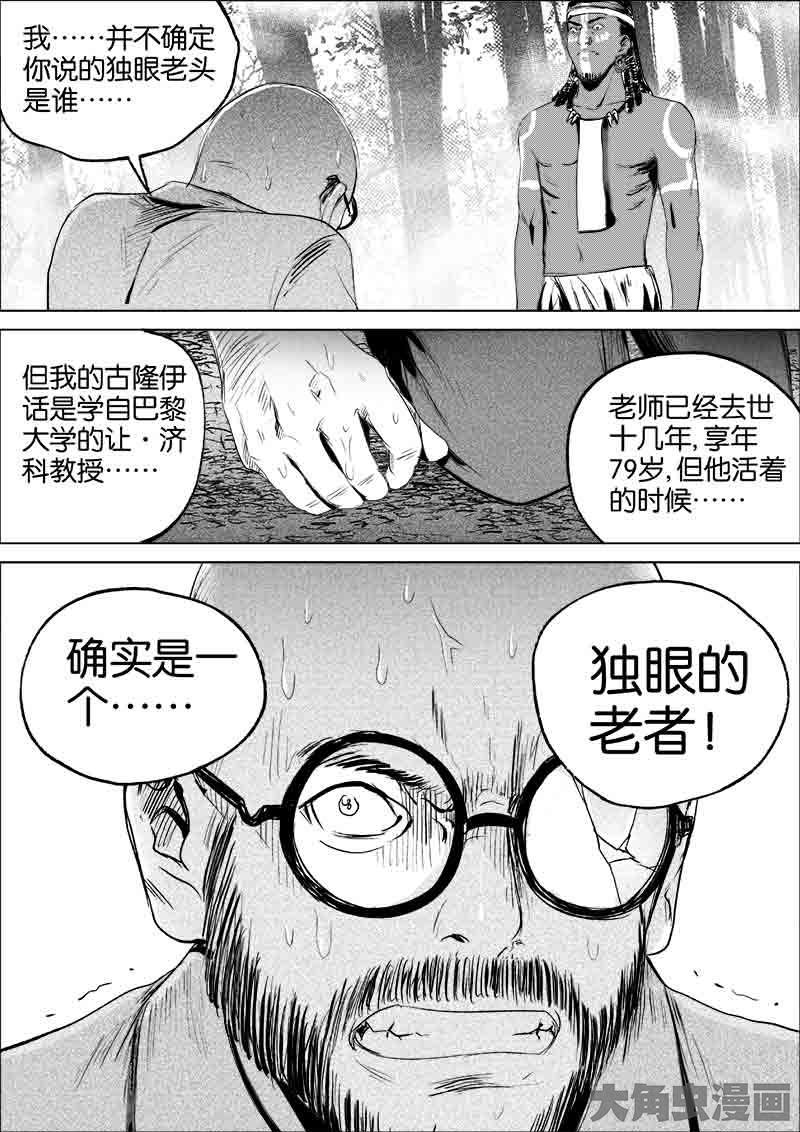 我……并不确定
你说的独眼老头
是谁……
但我的古隆伊
话是学自巴黎
大学的让·济
科教授……
老师已经去世
十几年,享年
79岁,但他活着
的时候……
确实是一
个……
独眼的
老者!
大角虫漫画